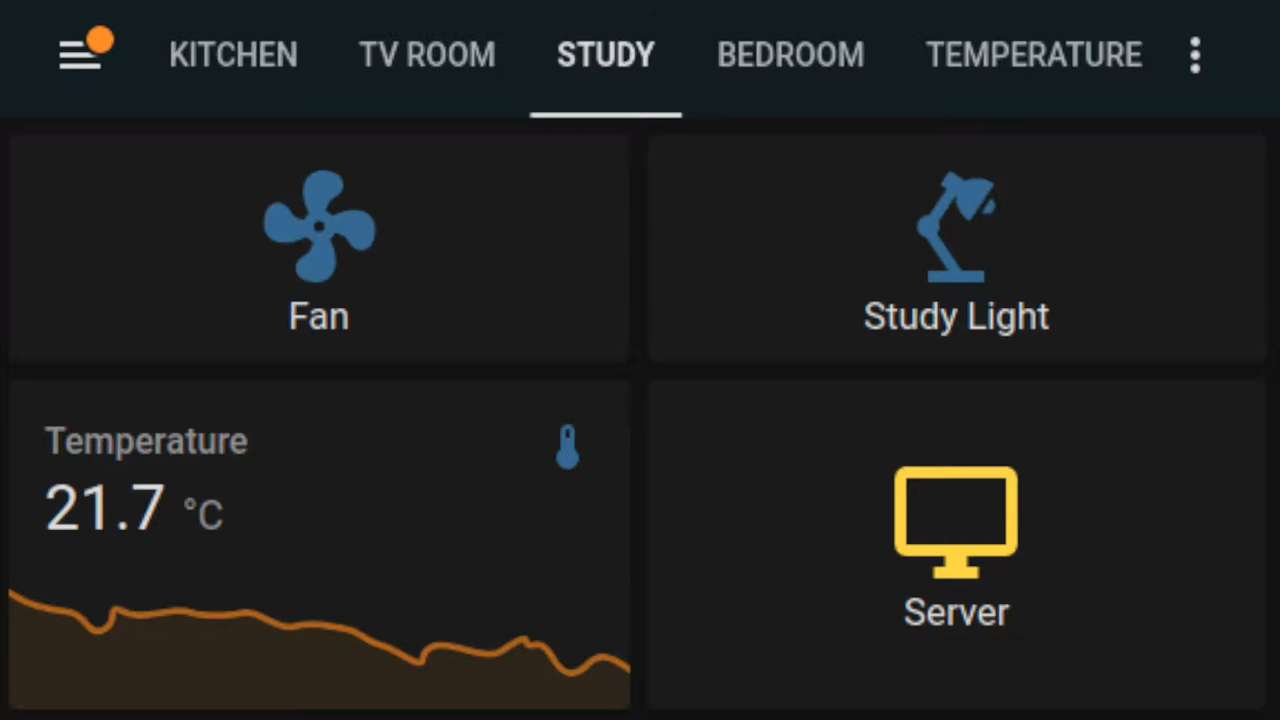 KITCHEN TV ROOM STUDY BEDROOM TEMPERATURE
Fan
Study Light
Temperature
21.7 °C
Server